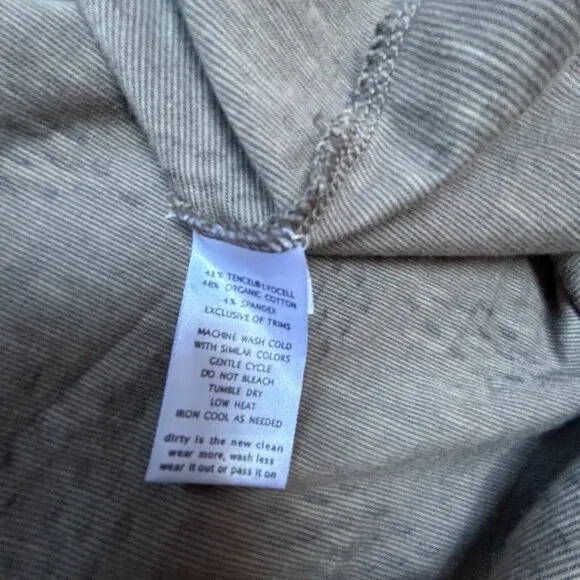 48% TENCEL® LYOCELL
48% ORGANIC COTTON
4% SPANDEX
EXCLUSIVE OF TRIMS
MACHINE WASH COLD
WITH SIMILAR COLORS
GENTLE CYCLE
DO NOT BLEACH
TUMBLE DRY
LOW HEAT
IRON COOL AS NEEDED
dirty is the new clean
wear more, wash less
wear it out or pass it on